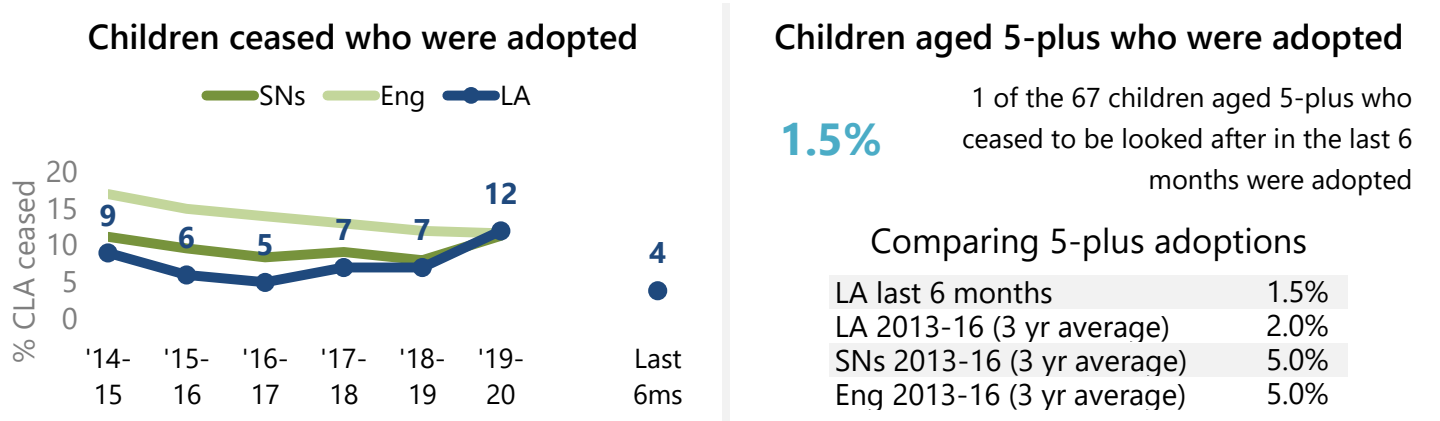 Children ceased who were adopted
SNs Eng LA
% CLA ceased
20
15
10
5
0
9 6 5 7 7 12 4
'14- '15- '16- '17- '18- '19- Last
15 16 17 18 19 20 6ms
Children aged 5-plus who were adopted
1.5%
1 of the 67 children aged 5-plus who
ceased to be looked after in the last 6
months were adopted
Comparing 5-plus adoptions
LA last 6 months 1.5%
LA 2013-16 (3 yr average) 2.0%
SNs 2013-16 (3 yr average) 5.0%
Eng 2013-16 (3 yr average) 5.0%